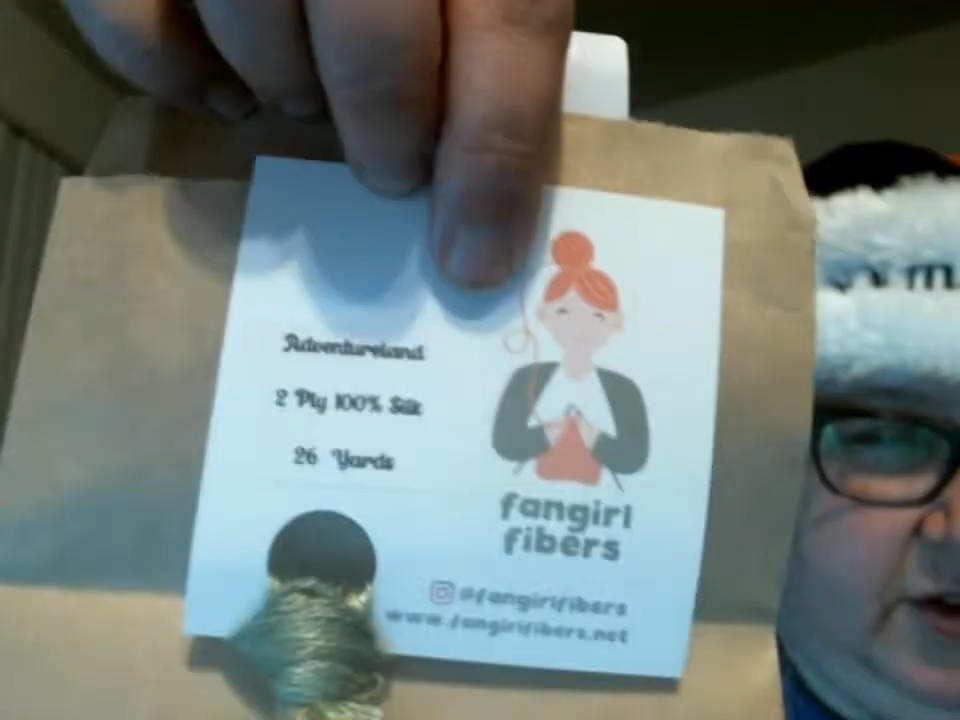 Adventureland
2 Ply 100% Silk
26 Yards
fangirl
fibers
@fangirlfibers
www.fangirlfibers.net